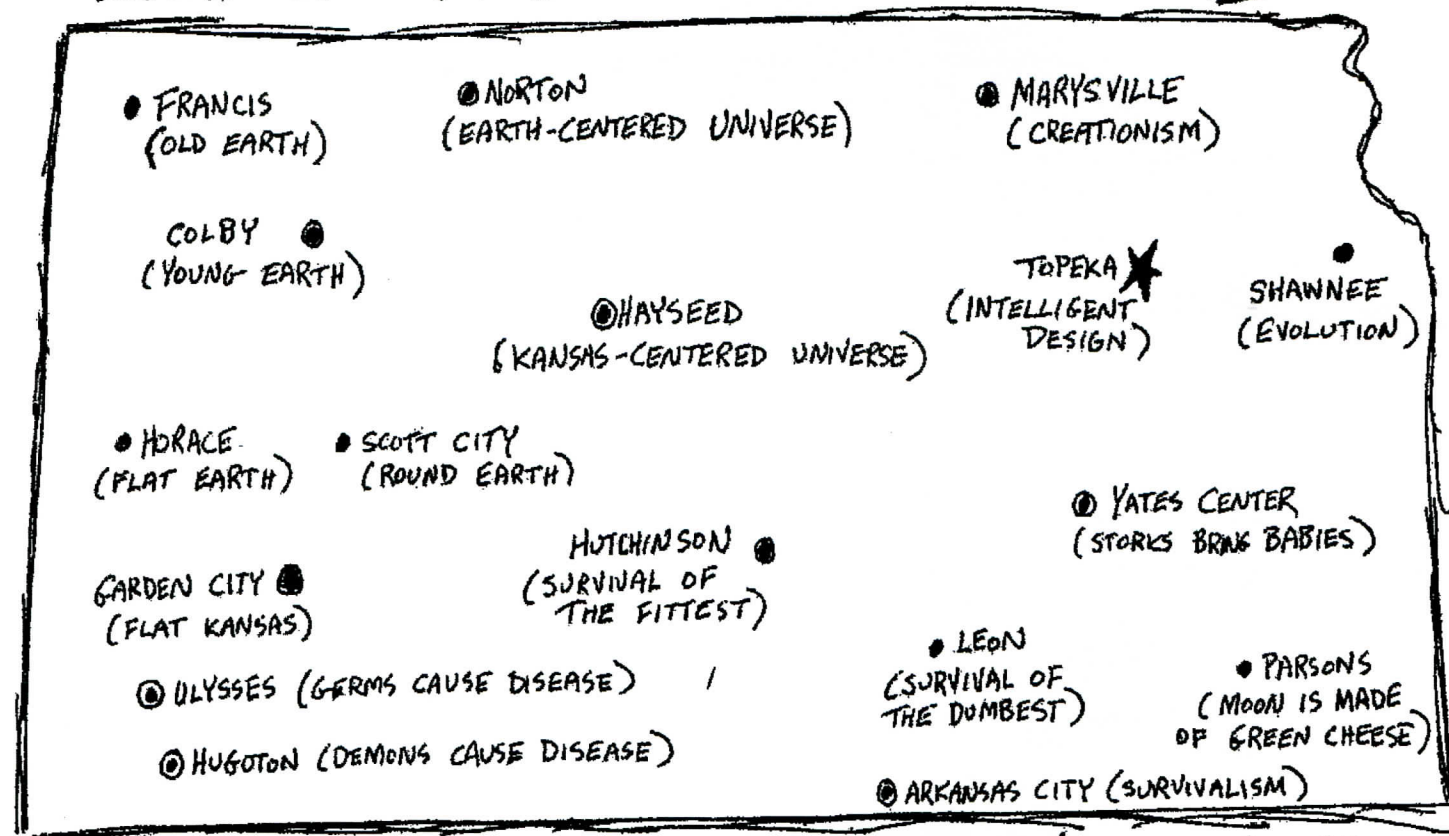 FRANCIS
(OLD EARTH)
NORTON
(EARTH-CENTERED UNIVERSE)
MARYSVILLE
(CREATIONISM)
COLBY
(YOUNG EARTH)
HAYSEED
(KANSAS-CENTERED UNIVERSE)
TOPEKA
(INTELLIGENT
DESIGN)
SHAWNEE
(EVOLUTION)
HORACE
(FLAT EARTH)
SCOTT CITY
(ROUND EARTH)
YATES CENTER
(STORKS BRING BABIES)
HUTCHINSON
(SURVIVAL OF
THE FITTEST)
GARDEN CITY
(FLAT KANSAS)
LEON
(SURVIVAL OF
THE DUMBEST)
PARSONS
(MOON IS MADE
OF GREEN CHEESE)
ULYSSES (GERMS CAUSE DISEASE)
HUGOTON (DEMONS CAUSE DISEASE)
ARKANSAS CITY (SURVIVALISM)